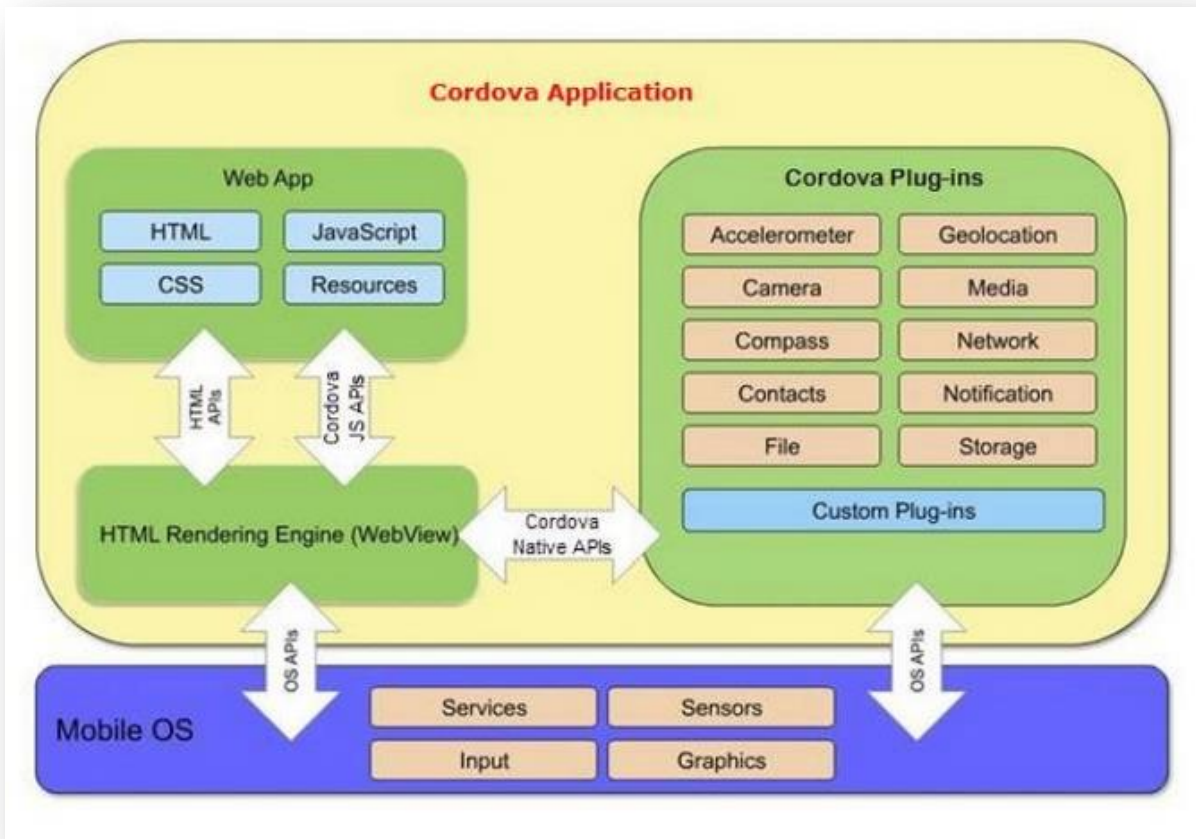 Cordova Application
Web App
HTML
JavaScript
CSS
Resources
HTML
APIs
Cordova
JS APIs
HTML Rendering Engine (WebView)
Cordova
Native APIs
Cordova Plug-ins
Accelerometer
Geolocation
Camera
Media
Compass
Network
Contacts
Notification
File
Storage
Custom Plug-ins
OS APIs
OS APIs
Mobile OS
Services
Sensors
Input
Graphics